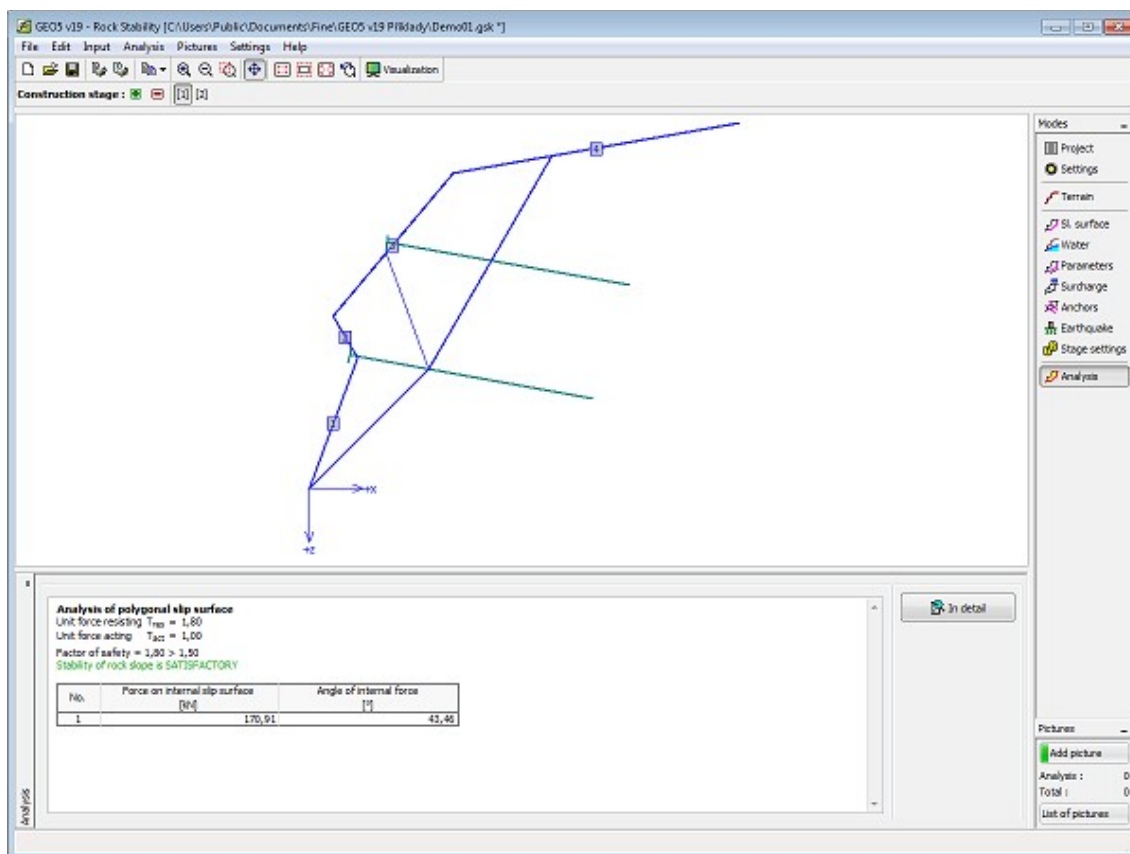 GEO5 v19 - Rock Stability [C:\Users\Public\Documents\Fine\GEO5 v19 Příklady\Demo01.gsk *]
File Edit Input Analysis Pictures Settings Help
Visualization
Construction stage : [1] [2]
Modes
Project
Settings
Terrain
Sl. surface
Water
Parameters
Surcharge
Anchors
Earthquake
Stage settings
Analysis
4
1
+x
+z
Analysis of polygonal slip surface
Unit force resisting Tres = 1,80
Unit force acting Tact = 1,00
Factor of safety = 1,80 > 1,50
Stability of rock slope is SATISFACTORY
No. Force on internal slip surface Angle of internal force
[kN] [°]
1 170,91 43,46
In detail
Analysis
Pictures
Add picture
Analysis : 0
Total : 0
List of pictures